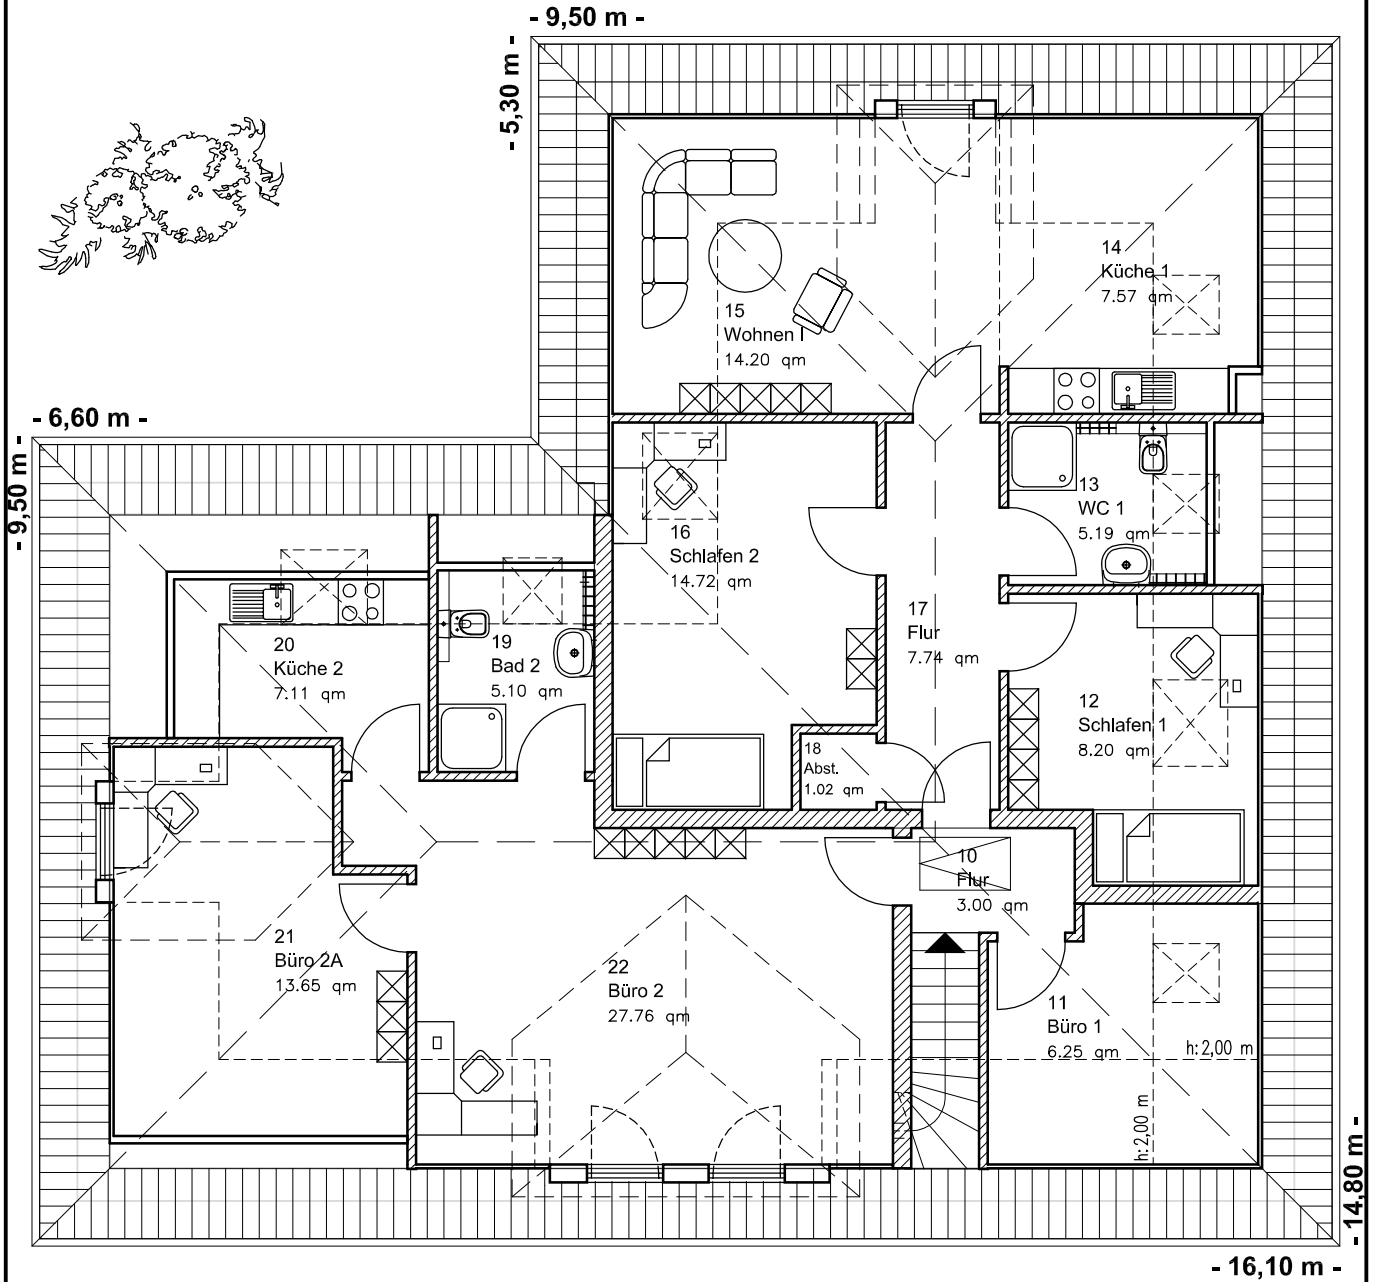 - 9,50 m -
- 5,30 m -
14
Küche 1
7.57 qm
15
Wohnen I
14.20 qm
- 6,60 m -
- 9,50 m -
13
WC 1
5.19 qm
16
Schlafen 2
14.72 qm
17
Flur
7.74 qm
20
Küche 2
7.11 qm
19
Bad 2
5.10 qm
12
Schlafen 1
8.20 qm
18
Abst.
1.02 qm
10
Flur
3.00 qm
21
Büro 2A
13.65 qm
22
Büro 2
27.76 qm
11
Büro 1
6.25 qm
h:2,00 m
h:2,00 m
- 14,80 m -
- 16,10 m -